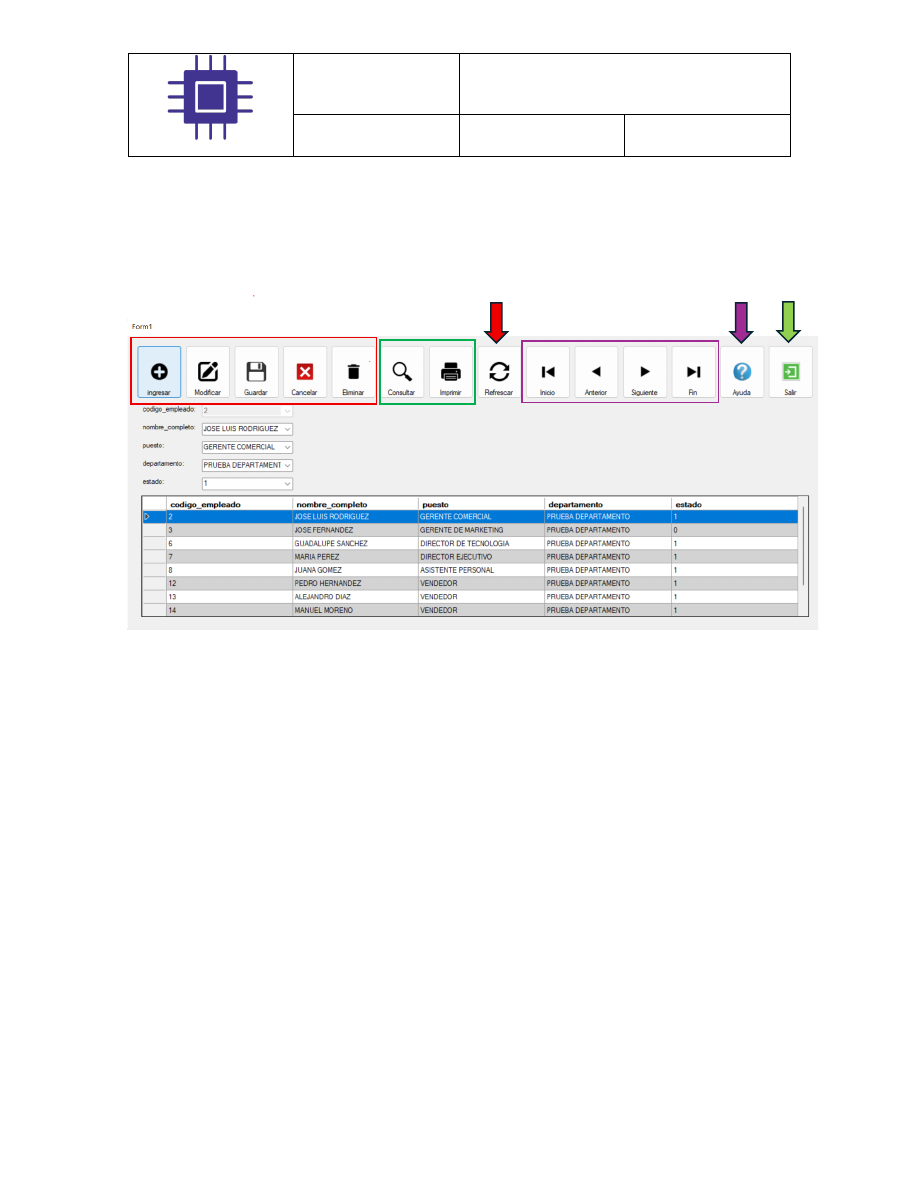 Form1
ingresar Modificar Guardar Cancelar Eliminar Consultar Imprimir Refrescar Inicio Anterior Siguiente Fin Ayuda Salir
codigo_empleado: 2
nombre_completo: JOSE LUIS RODRIGUEZ
puesto: GERENTE COMERCIAL
departamento: PRUEBA DEPARTAMENT
estado: 1
codigo_empleado nombre_completo puesto departamento estado
2 JOSE LUIS RODRIGUEZ GERENTE COMERCIAL PRUEBA DEPARTAMENTO 1
3 JOSE FERNANDEZ GERENTE DE MARKETING PRUEBA DEPARTAMENTO 0
6 GUADALUPE SANCHEZ DIRECTOR DE TECNOLOGIA PRUEBA DEPARTAMENTO 1
7 MARIA PEREZ DIRECTOR EJECUTIVO PRUEBA DEPARTAMENTO 1
8 JUANA GOMEZ ASISTENTE PERSONAL PRUEBA DEPARTAMENTO 1
12 PEDRO HERNANDEZ VENDEDOR PRUEBA DEPARTAMENTO 1
13 ALEJANDRO DIAZ VENDEDOR PRUEBA DEPARTAMENTO 1
14 MANUEL MORENO VENDEDOR PRUEBA DEPARTAMENTO 1